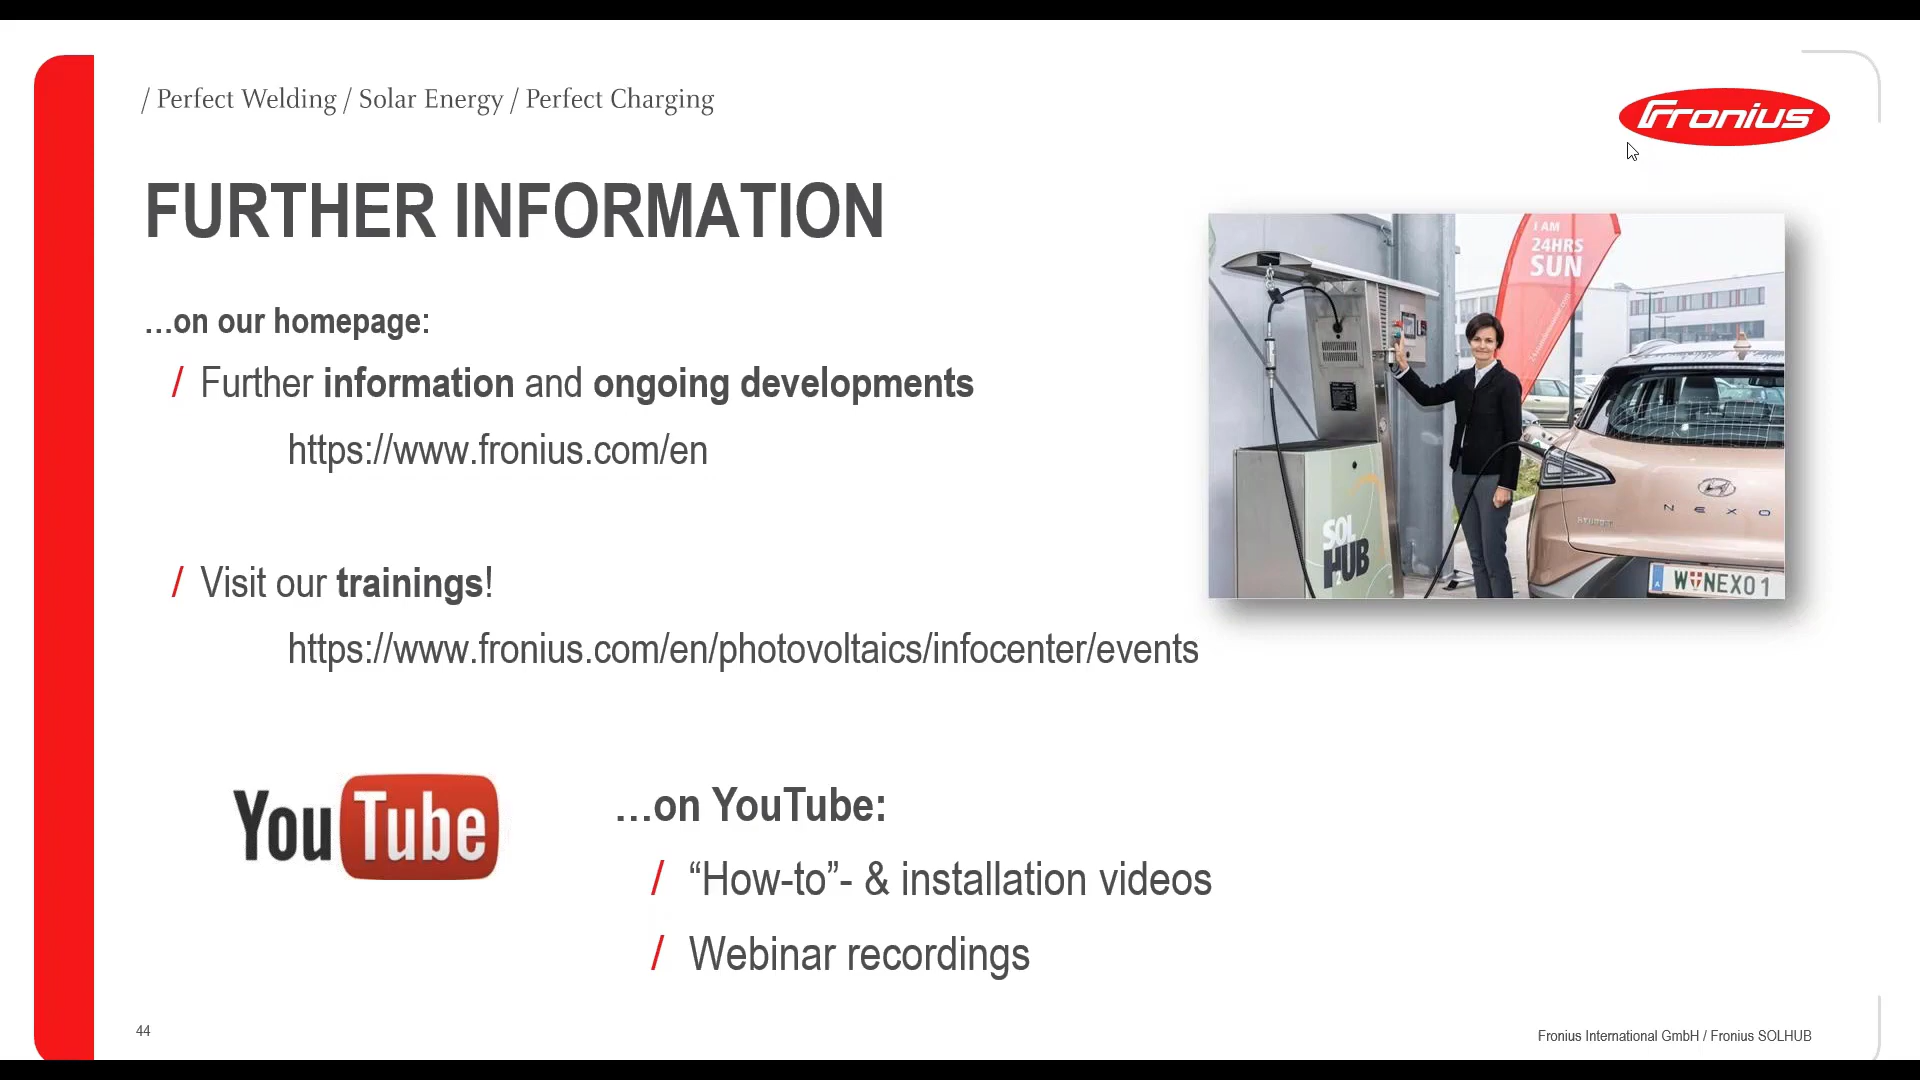 / Perfect Welding / Solar Energy / Perfect Charging
Fronius
FURTHER INFORMATION
I AM
24HRS
SUN
…on our homepage:
/ Further information and ongoing developments
https://www.fronius.com/en
NEXO
SOL
HUB
2
A W NEXO 1
/ Visit our trainings!
https://www.fronius.com/en/photovoltaics/infocenter/events
YouTube
…on YouTube:
/ “How-to”- & installation videos
/ Webinar recordings
44
Fronius International GmbH / Fronius SOLHUB